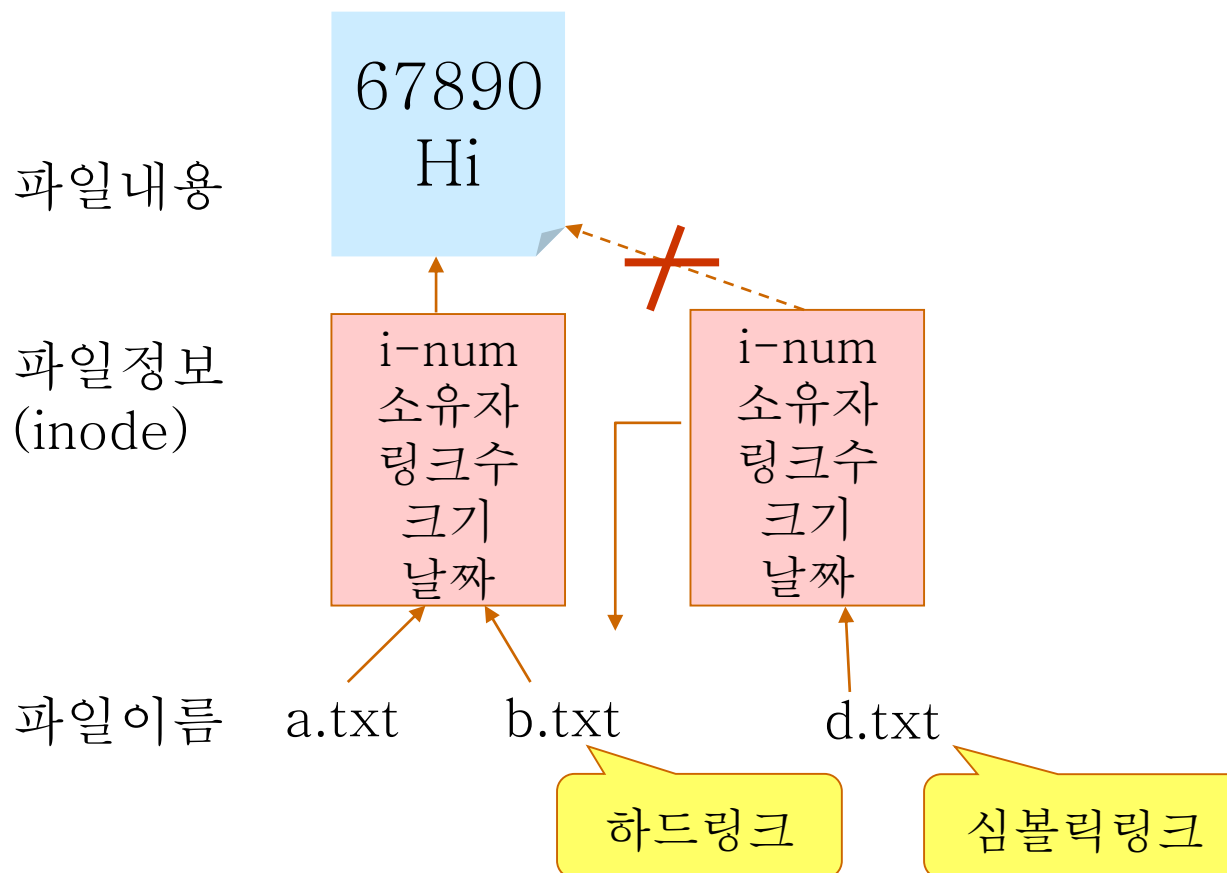 67890
Hi
파일내용
파일정보
(inode)
i-num
소유자
링크수
크기
날짜
i-num
소유자
링크수
크기
날짜
파일이름
a.txt
b.txt
d.txt
하드링크
심볼릭링크